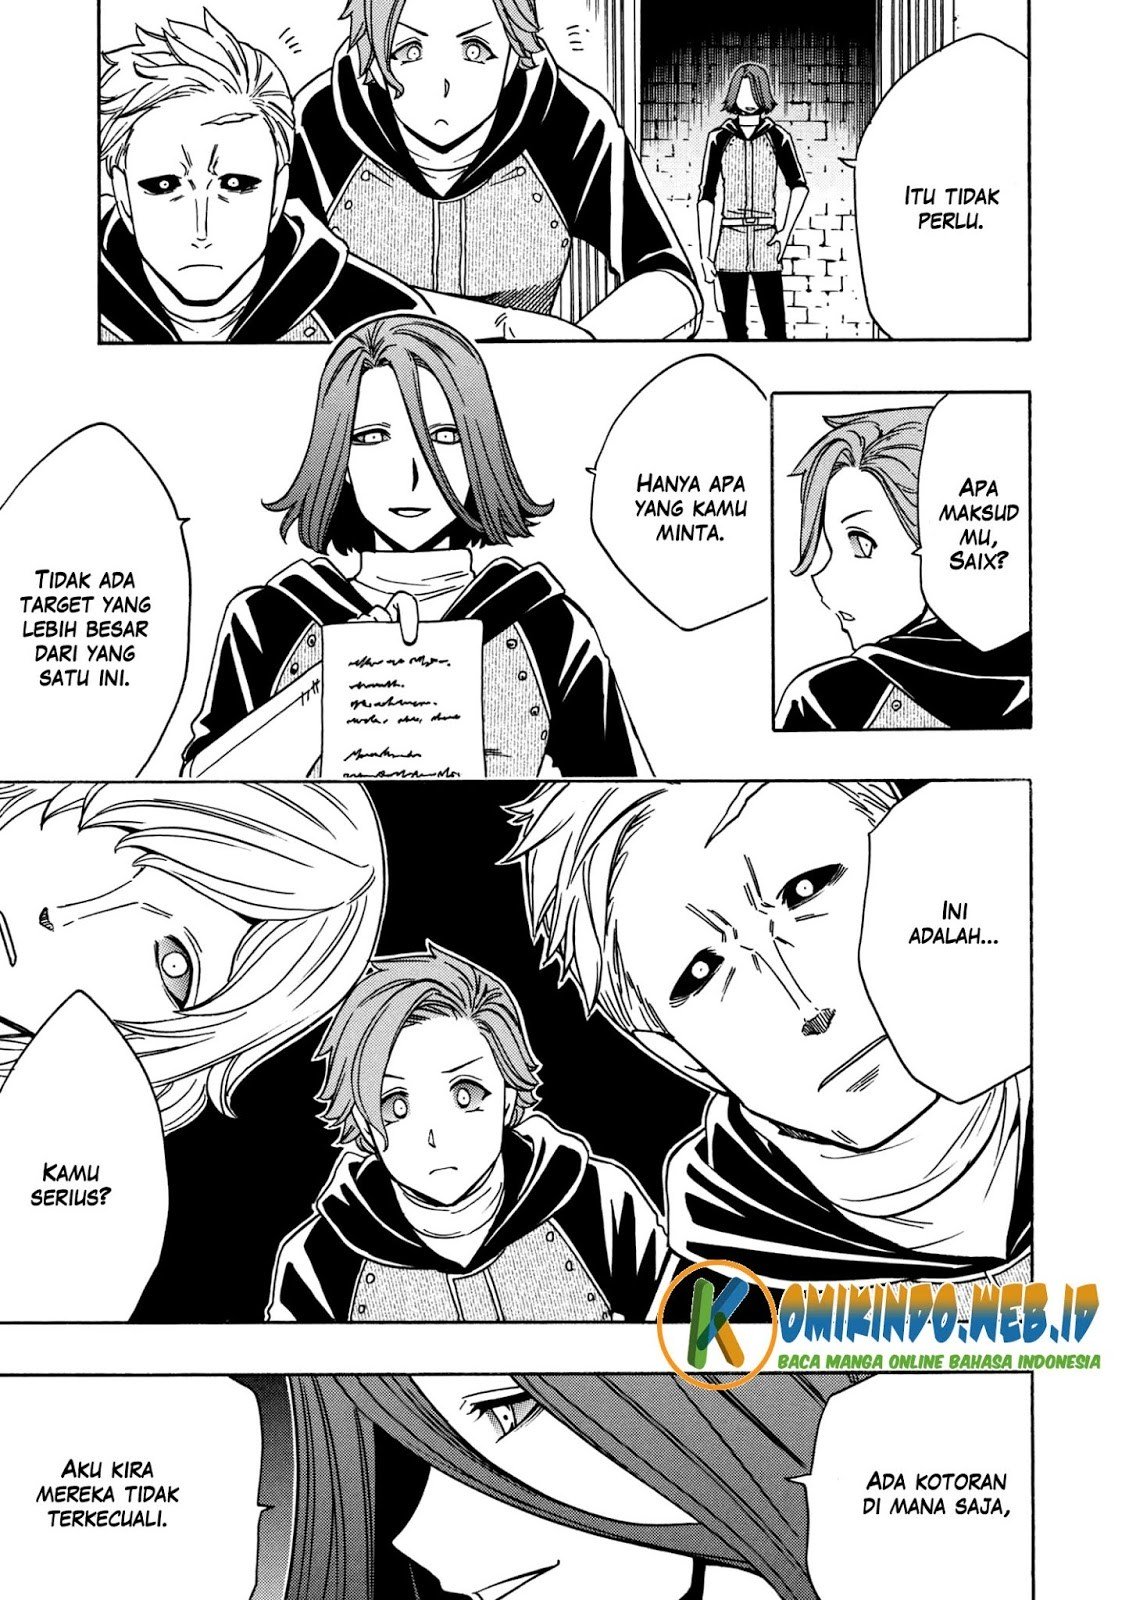 ITU TIDAK
PERLU.
APA
MAKSUD
MU,
SAIX?
HANYA APA
YANG KAMU
MINTA.
TIDAK ADA
TARGET YANG
LEBIH BESAR
DARI YANG
SATU INI.
INI
ADALAH...
KAMU
SERIUS?
KOMIKINDO.WEB.ID
BACA MANGA ONLINE BAHASA INDONESIA
ADA KOTORAN
DI MANA SAJA,
AKU KIRA
MEREKA TIDAK
TERKECUALI.